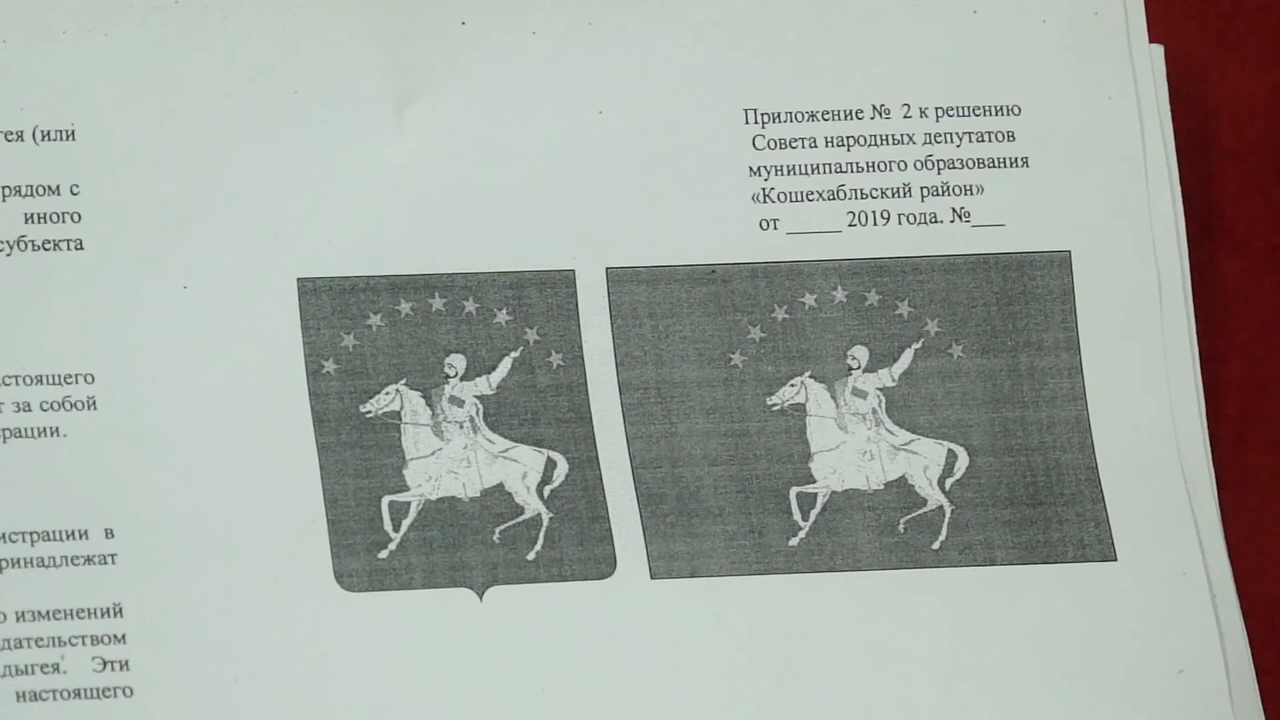 гея (или
рядом с
иного
субъекта
астоящего
т за собой
рации.
истрации в
ринадлежат
о изменений
дательством
дыгея. Эти
настоящего
Приложение № 2 к решению
Совета народных депутатов
муниципального образования
«Кошехабльский район»
от _____ 2019 года. №___